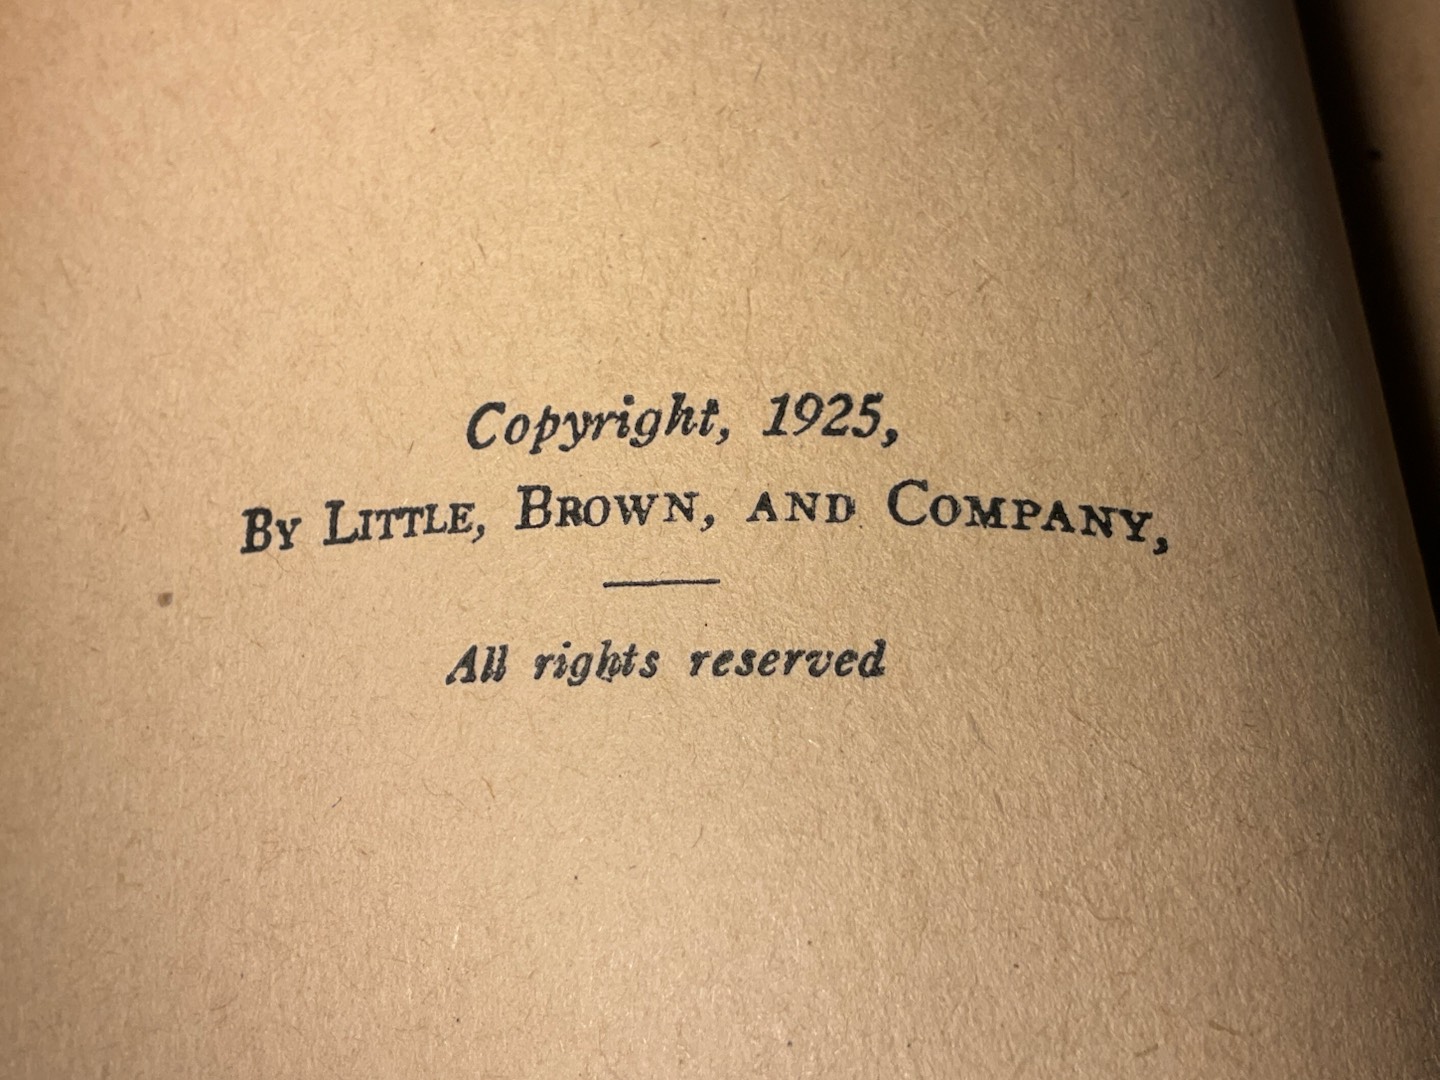 Copyright, 1925,
By Little, Brown, and Company,
All rights reserved